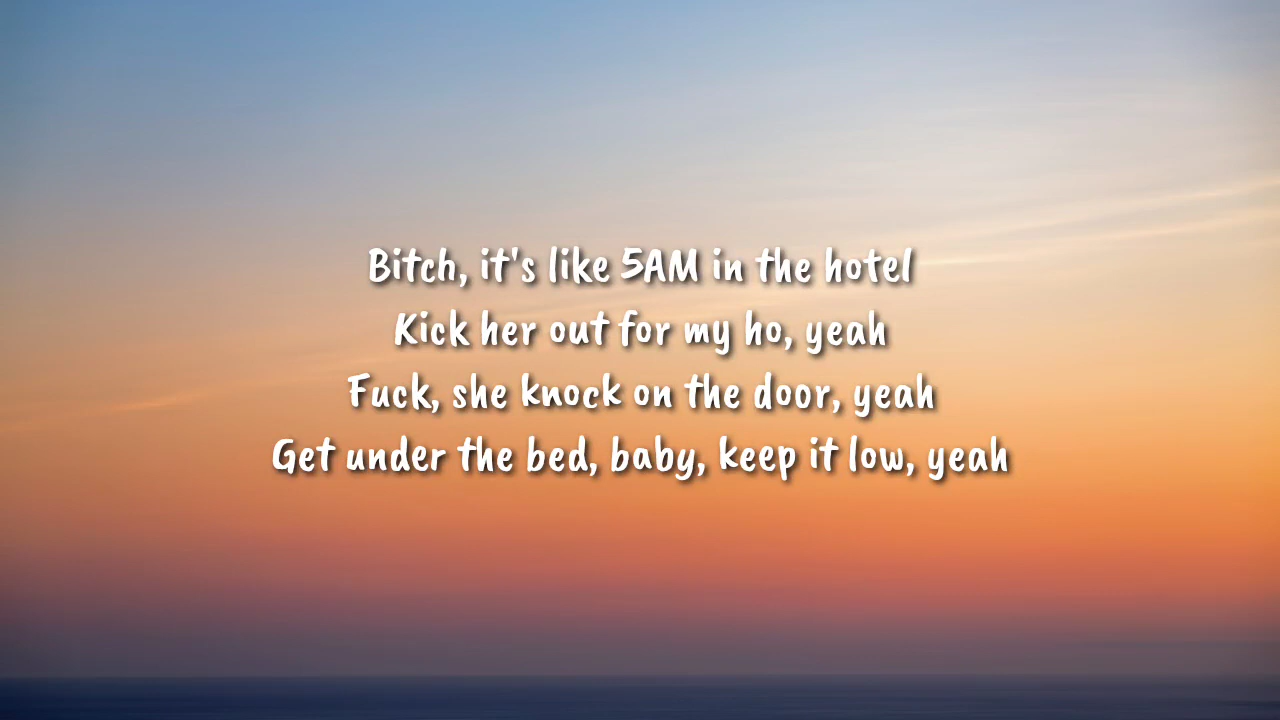 Bitch, it's like 5AM in the hotel
Kick her out for my ho, yeah
Fuck, she knock on the door, yeah
Get under the bed, baby, keep it low, yeah